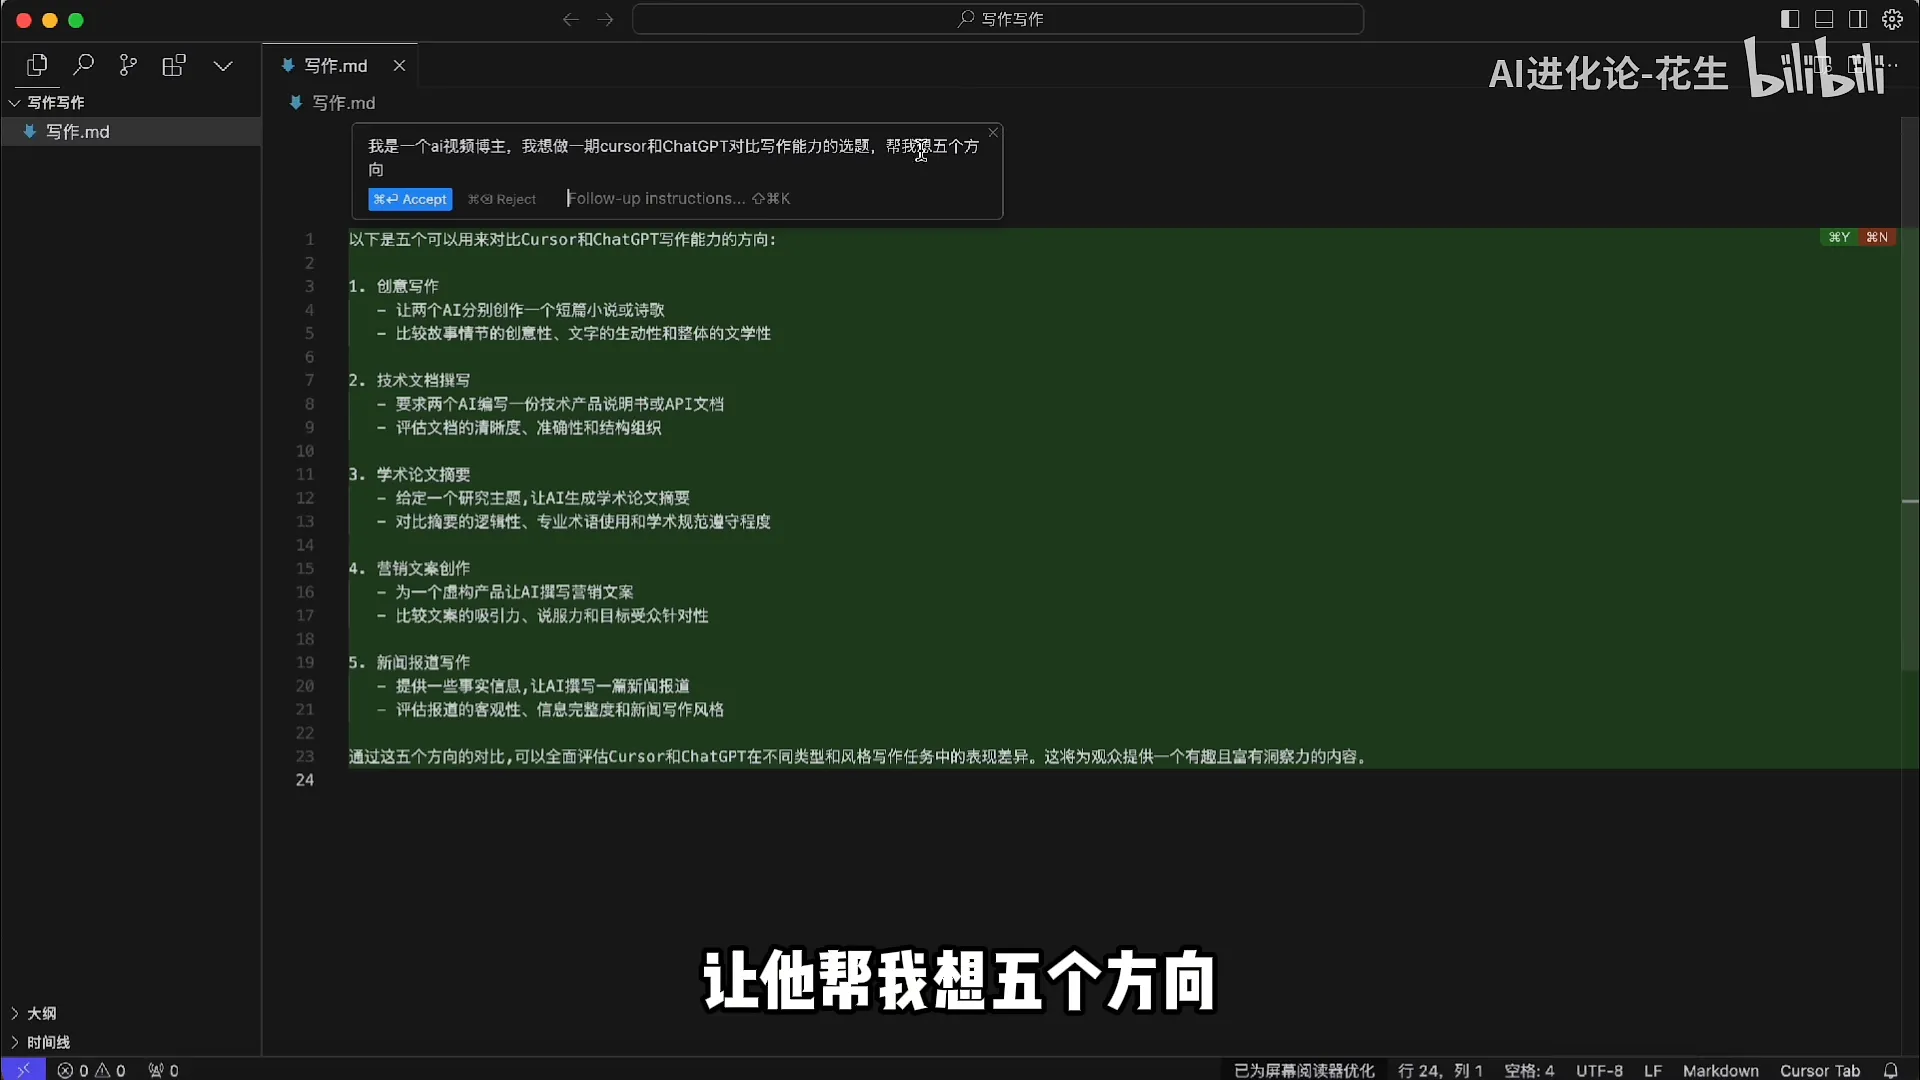 写作写作
写作.md
AI进化论-花生 bilibili
写作写作
写作.md
写作.md
我是一个ai视频博主，我想做一期cursor和ChatGPT对比写作能力的选题，帮我想五个方
向
⌘⏎ Accept ⌘⌫ Reject Follow-up instructions... ⇧⌘K
⌘Y ⌘N
1 以下是五个可以用来对比Cursor和ChatGPT写作能力的方向:
2
3 1. 创意写作
4 - 让两个AI分别创作一个短篇小说或诗歌
5 - 比较故事情节的创意性、文字的生动性和整体的文学性
6
7 2. 技术文档撰写
8 - 要求两个AI编写一份技术产品说明书或API文档
9 - 评估文档的清晰度、准确性和结构组织
10
11 3. 学术论文摘要
12 - 给定一个研究主题,让AI生成学术论文摘要
13 - 对比摘要的逻辑性、专业术语使用和学术规范遵守程度
14
15 4. 营销文案创作
16 - 为一个虚构产品让AI撰写营销文案
17 - 比较文案的吸引力、说服力和目标受众针对性
18
19 5. 新闻报道写作
20 - 提供一些事实信息,让AI撰写一篇新闻报道
21 - 评估报道的客观性、信息完整度和新闻写作风格
22
23 通过这五个方向的对比,可以全面评估Cursor和ChatGPT在不同类型和风格写作任务中的表现差异。这将为观众提供一个有趣且富有洞察力的内容。
24
让他帮我想五个方向
大纲
时间线
0 0 0 已为屏幕阅读器优化 行 24，列 1 空格: 4 UTF-8 LF Markdown Cursor Tab